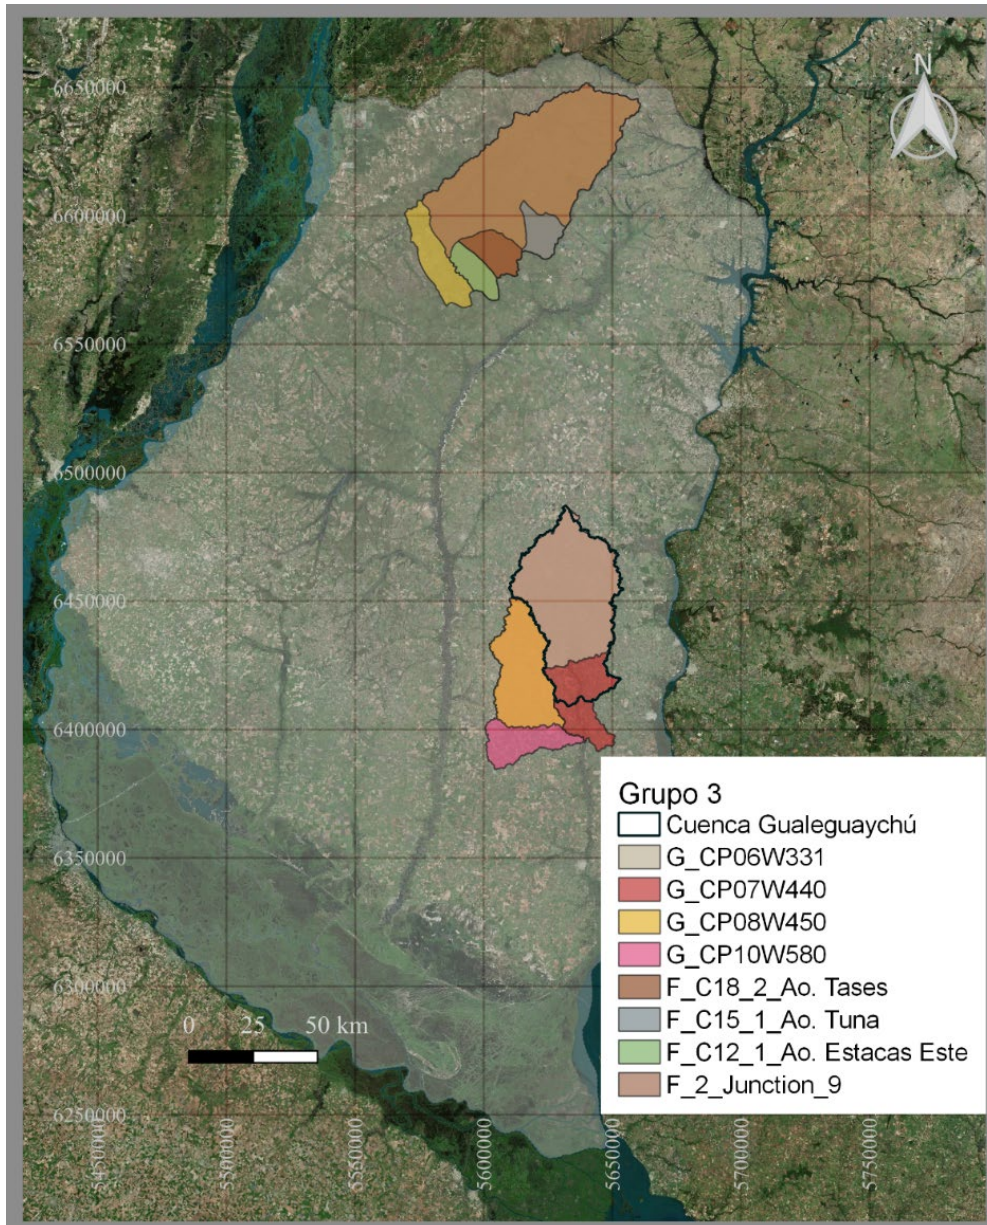 N
6650000
6600000
6550000
6500000
6450000
6400000
6350000
6300000
6250000
0 25 50 km
5450000
5500000
5550000
5600000
5650000
5700000
5750000
Grupo 3
Cuenca Gualeguaychú
G_CP06W331
G_CP07W440
G_CP08W450
G_CP10W580
F_C18_2_Ao. Tases
F_C15_1_Ao. Tuna
F_C12_1_Ao. Estacas Este
F_2_Junction_9